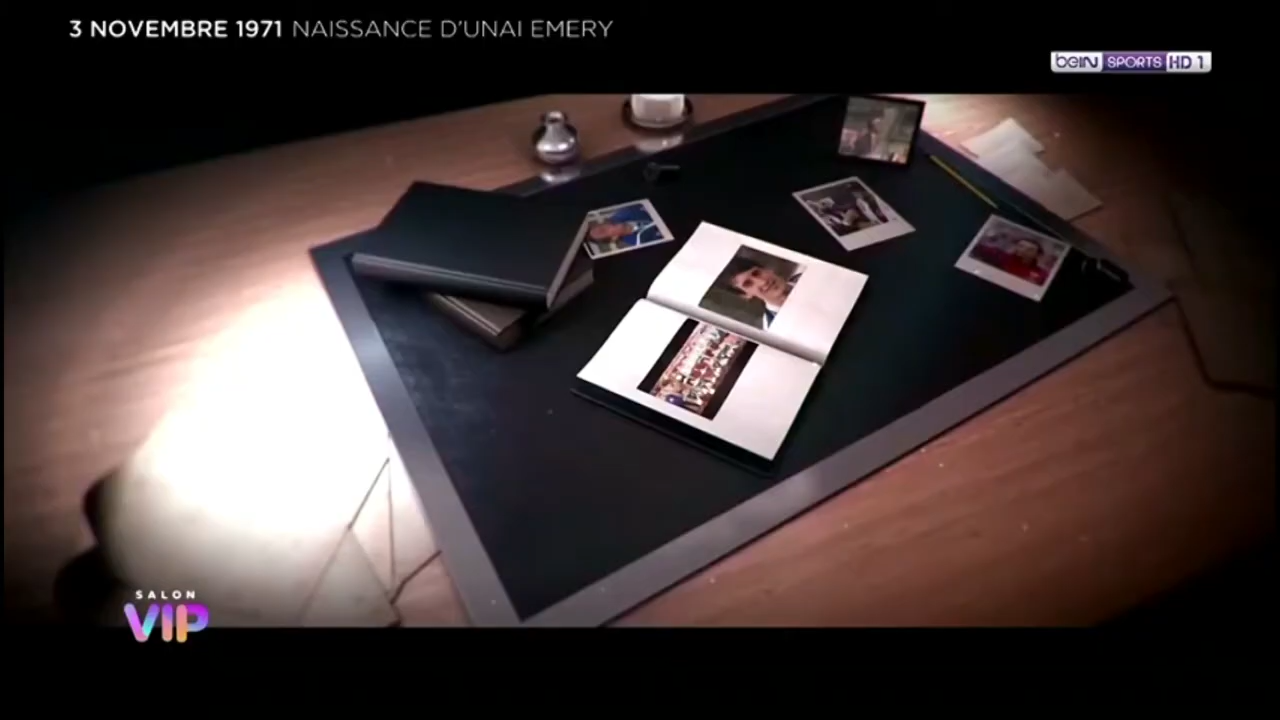 3 NOVEMBRE 1971 NAISSANCE D'UNAI EMERY
beIN SPORTS HD 1
SALON
VIP